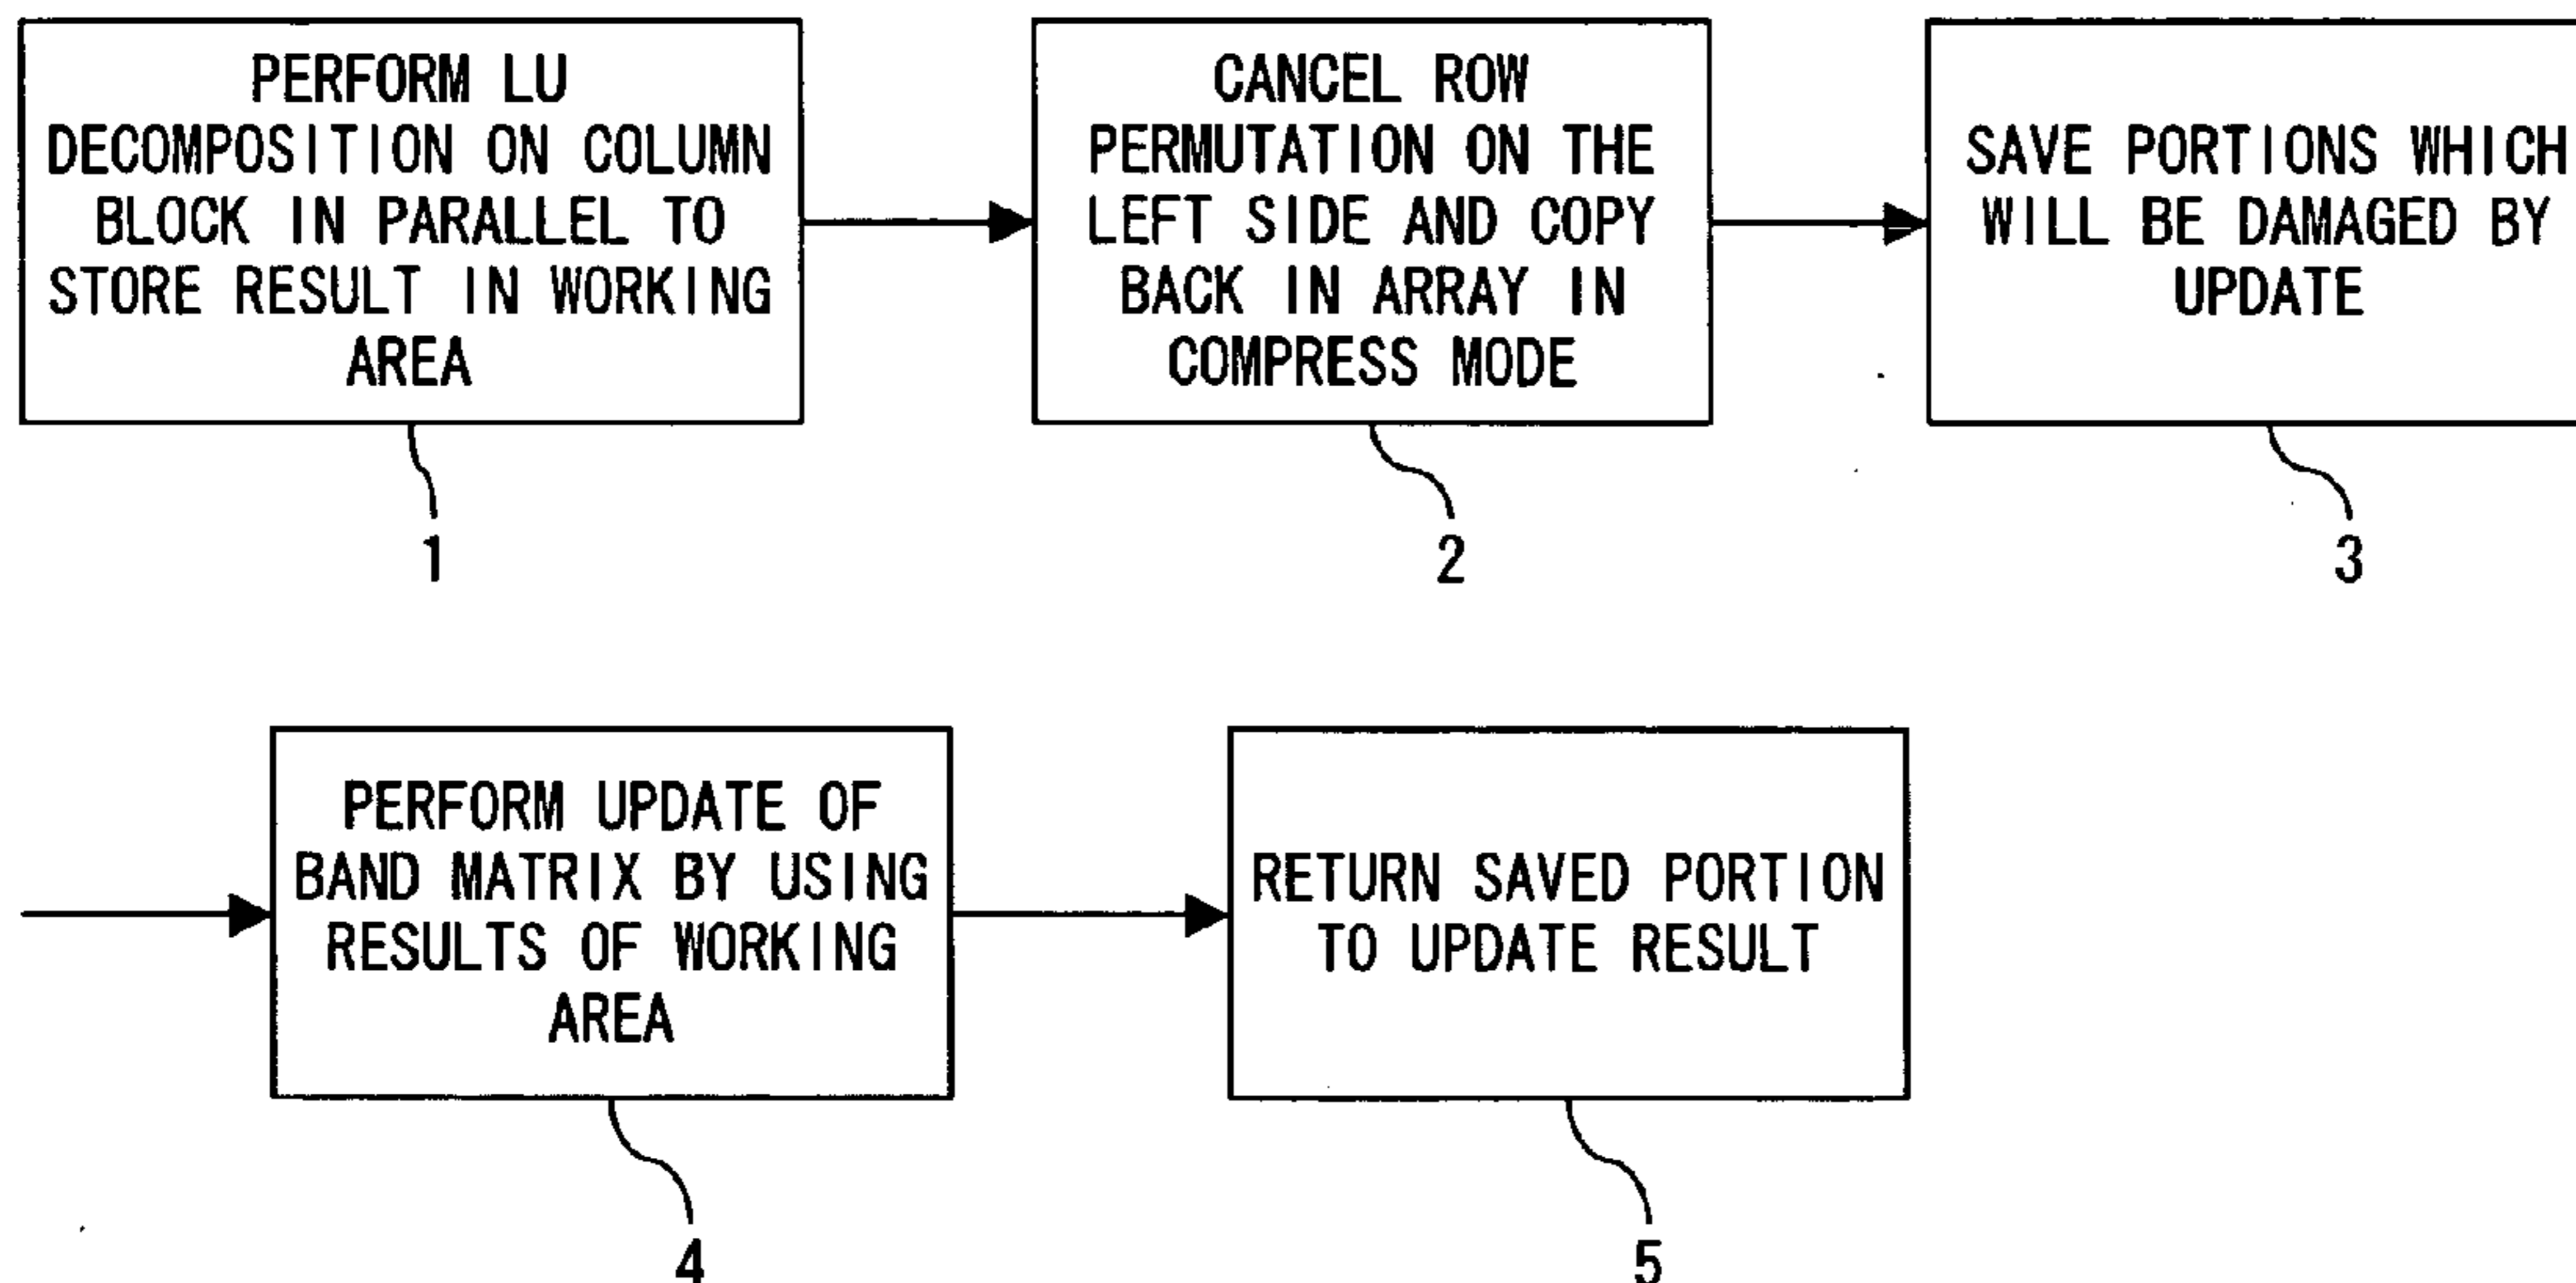 PERFORM LU
DECOMPOSITION ON COLUMN
BLOCK IN PARALLEL TO
STORE RESULT IN WORKING
AREA
1
CANCEL ROW
PERMUTATION ON THE
LEFT SIDE AND COPY
BACK IN ARRAY IN
COMPRESS MODE
2
SAVE PORTIONS WHICH
WILL BE DAMAGED BY
UPDATE
3
PERFORM UPDATE OF
BAND MATRIX BY USING
RESULTS OF WORKING
AREA
4
RETURN SAVED PORTION
TO UPDATE RESULT
5